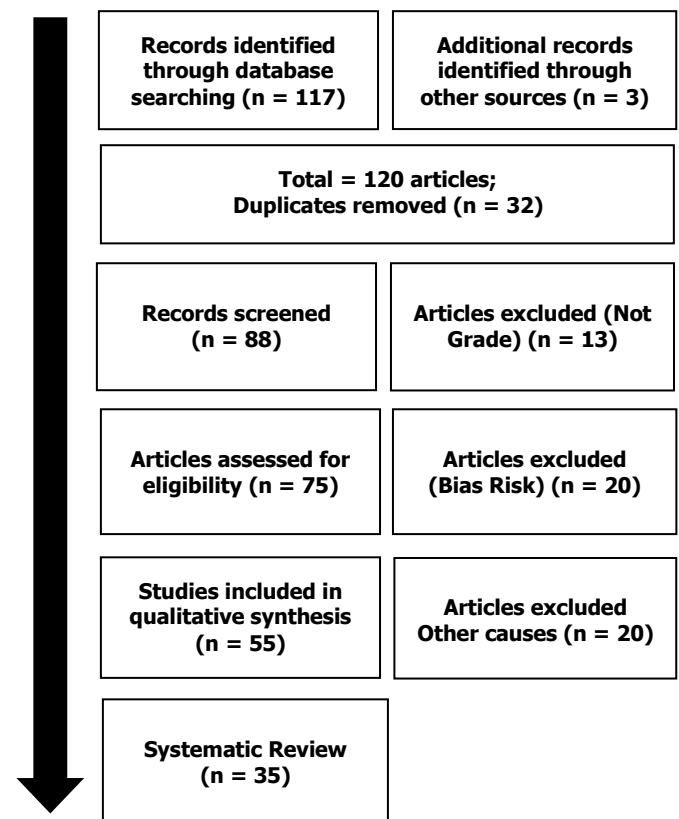 Records identified
through database
searching (n = 117)
Additional records
identified through
other sources (n = 3)
Total = 120 articles;
Duplicates removed (n = 32)
Records screened
(n = 88)
Articles excluded (Not
Grade) (n = 13)
Articles assessed for
eligibility (n = 75)
Articles excluded
(Bias Risk) (n = 20)
Studies included in
qualitative synthesis
(n = 55)
Articles excluded
Other causes (n = 20)
Systematic Review
(n = 35)